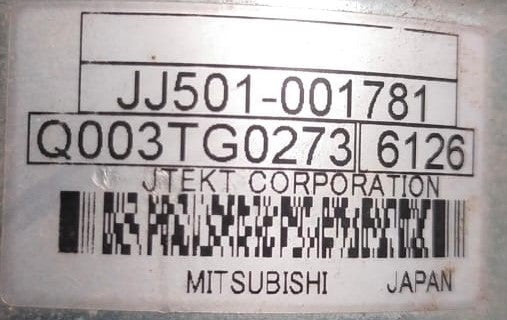 JJ501-001781
Q003TG0273 6126
JTEKT CORPORATION
MITSUBISHI JAPAN